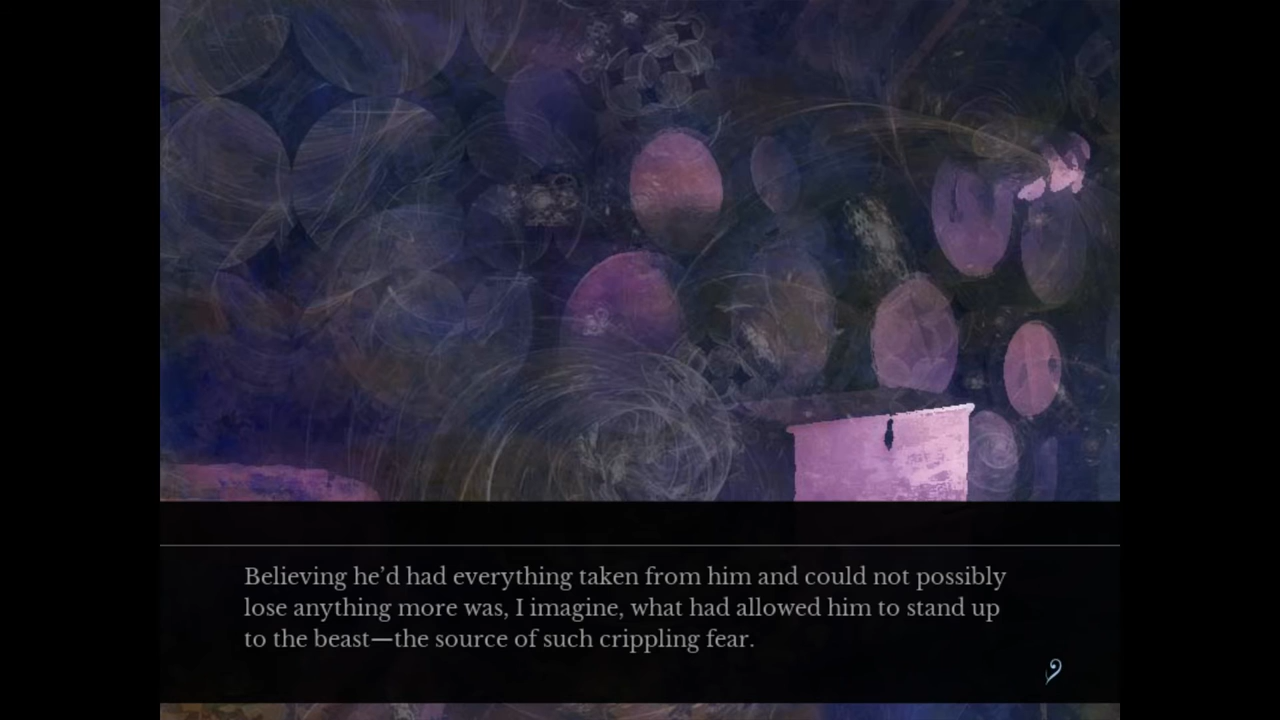 Believing he’d had everything taken from him and could not possibly
lose anything more was, I imagine, what had allowed him to stand up
to the beast—the source of such crippling fear.